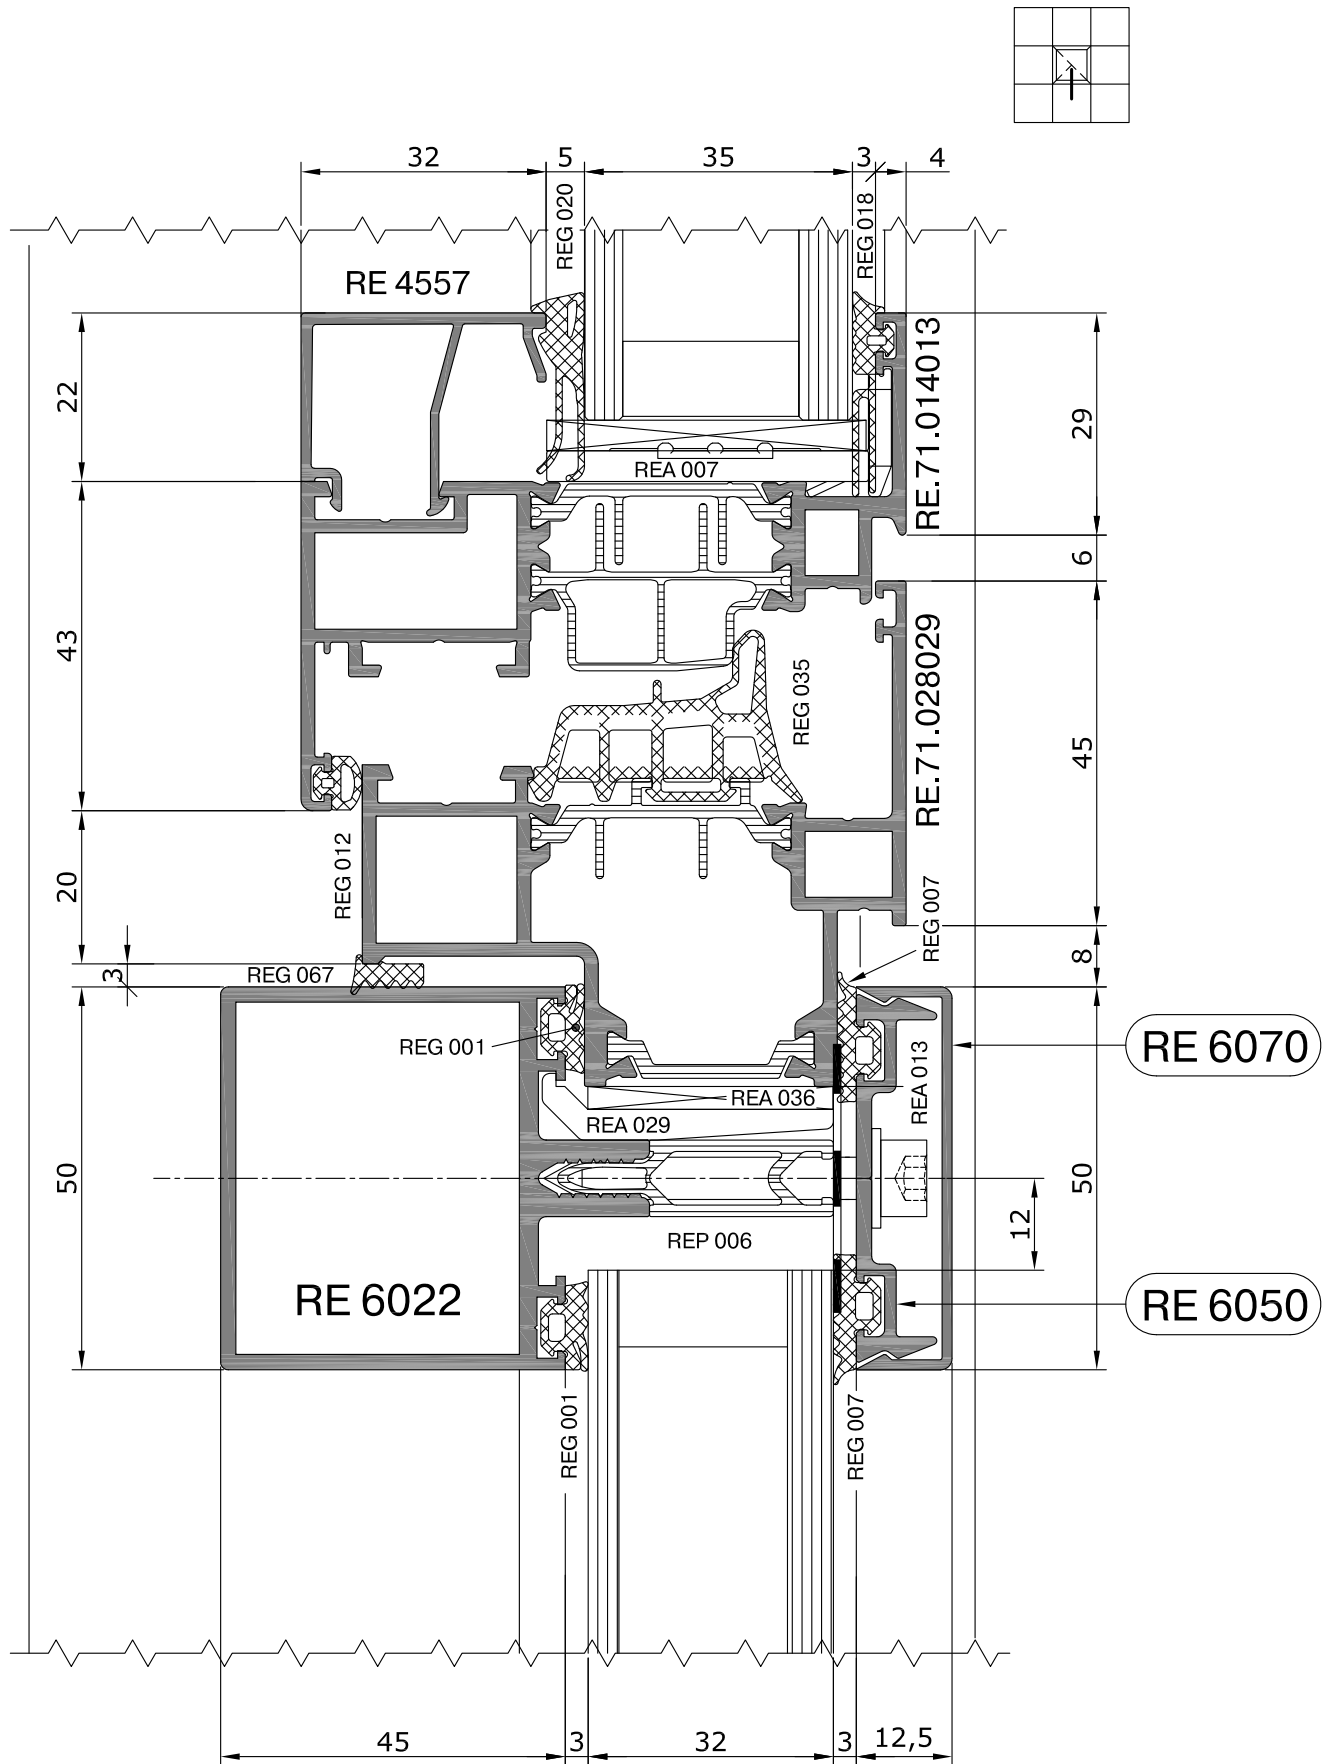 32 5 35 3 4
REG 020
REG 018
RE 4557
RE.71.014013
22
29
REA 007
6
43
REG 035
RE.71.028029
45
REG 012
20
REG 007
8
3
REG 067
REG 001
RE 6070
REA 013
REA 036
REA 029
50
50
12
REP 006
RE 6022
RE 6050
REG 001
REG 007
45 3 32 3 12,5